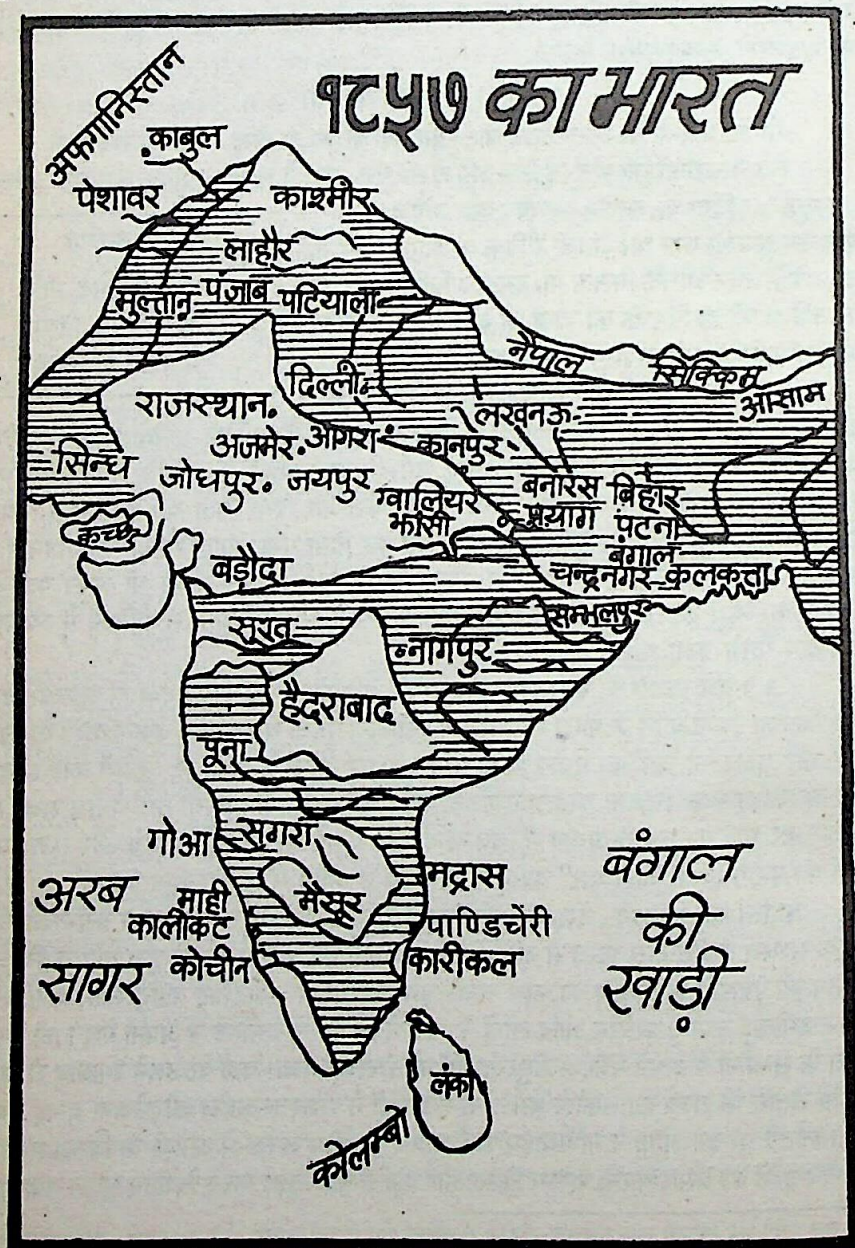 १८५७ का भारत
अफगानिस्तान
काबुल
पेशावर
काश्मीर
लाहौर
मुल्तान पंजाब पटियाला
नैपाल
सिक्किम
दिल्ली
आसाम
राजस्थान
लखनऊ
अजमेर आगरा कानपुर
सिन्ध
जोधपुर जयपुर
बनारस बिहार
ग्वालियर
झांसी
प्रयाग पटना
कच्छ
बंगाल
बड़ौदा
चन्द्रनगर कलकत्ता
सम्भलपुर
सूरत
नागपुर
हैदराबाद
पूना
गोआ
सगरा
बंगाल
की
खाड़ी
अरब
सागर
माही
मैसूर
मद्रास
कालीकट
पाण्डिचेरी
कोचीन
कारीकल
लंका
कोलम्बो